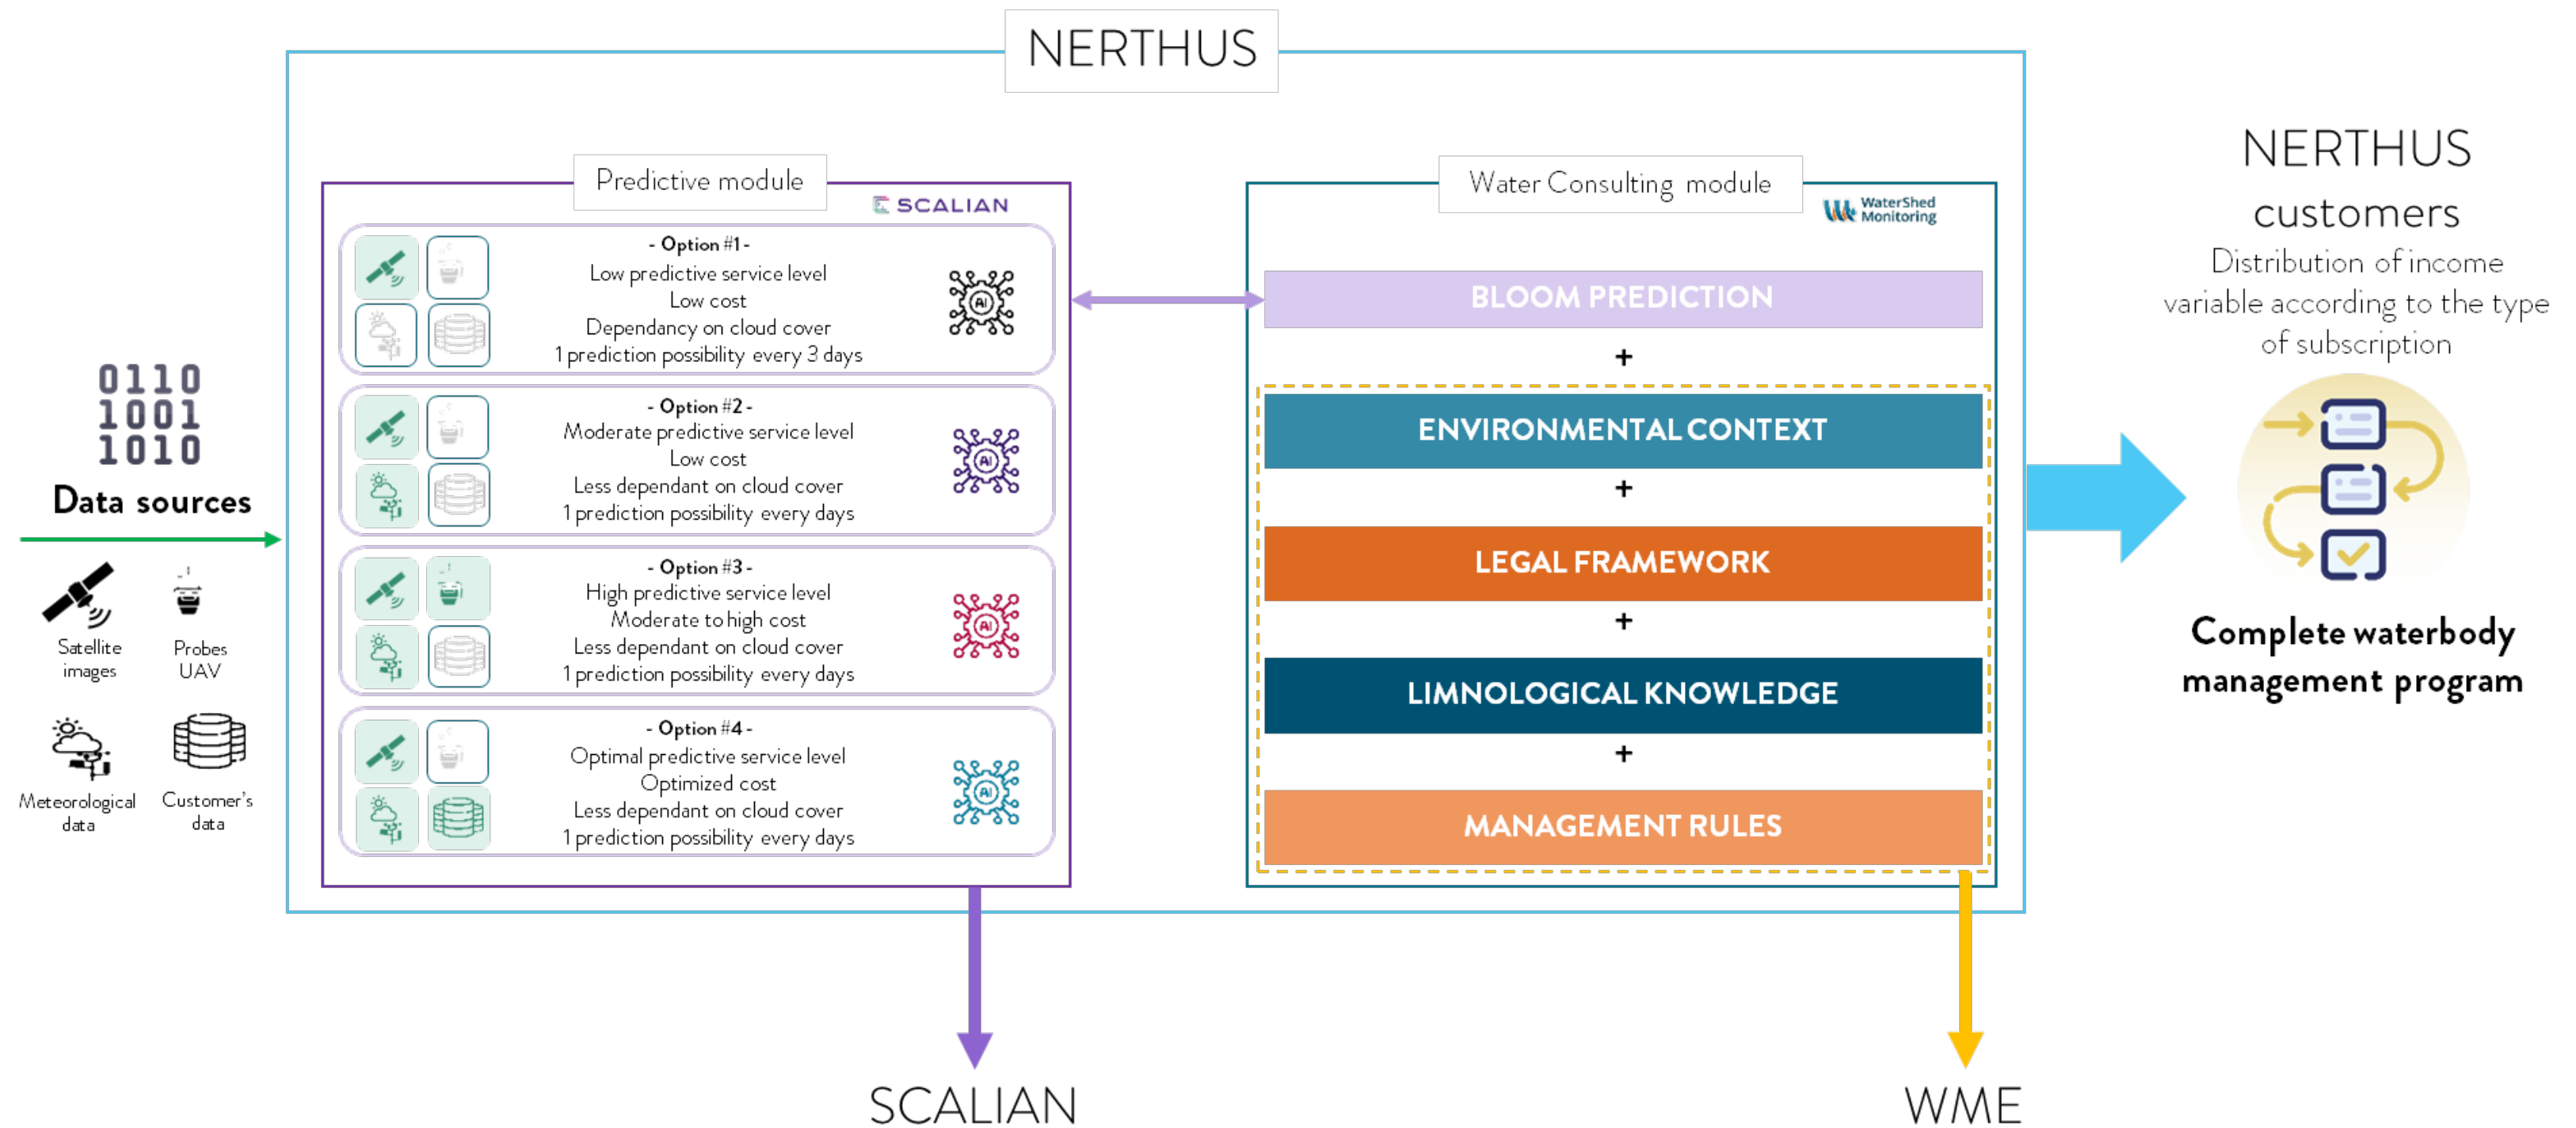 NERTHUS
0110
1001
1010
Data sources
Satellite
images
Probes
UAV
Meteorological
data
Customer's
data
Predictive module
SCALIAN
- Option #1 -
Low predictive service level
Low cost
Dependancy on cloud cover
1 prediction possibility every 3 days
AI
- Option #2 -
Moderate predictive service level
Low cost
Less dependant on cloud cover
1 prediction possibility every days
AI
- Option #3 -
High predictive service level
Moderate to high cost
Less dependant on cloud cover
1 prediction possibility every days
AI
- Option #4 -
Optimal predictive service level
Optimized cost
Less dependant on cloud cover
1 prediction possibility every days
AI
Water Consulting module
WaterShed
Monitoring
BLOOM PREDICTION
+
ENVIRONMENTAL CONTEXT
+
LEGAL FRAMEWORK
+
LIMNOLOGICAL KNOWLEDGE
+
MANAGEMENT RULES
NERTHUS
customers
Distribution of income
variable according to the type
of subscription
Complete waterbody
management program
SCALIAN
WME